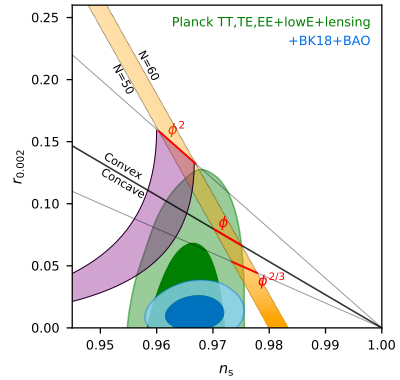 Planck TT,TE,EE+lowE+lensing
+BK18+BAO
0.25
0.20
0.15
0.10
0.05
0.00
r0.002
N=60
N=50
ϕ²
Convex
Concave
ϕ
ϕ²/³
0.95 0.96 0.97 0.98 0.99 1.00
ns